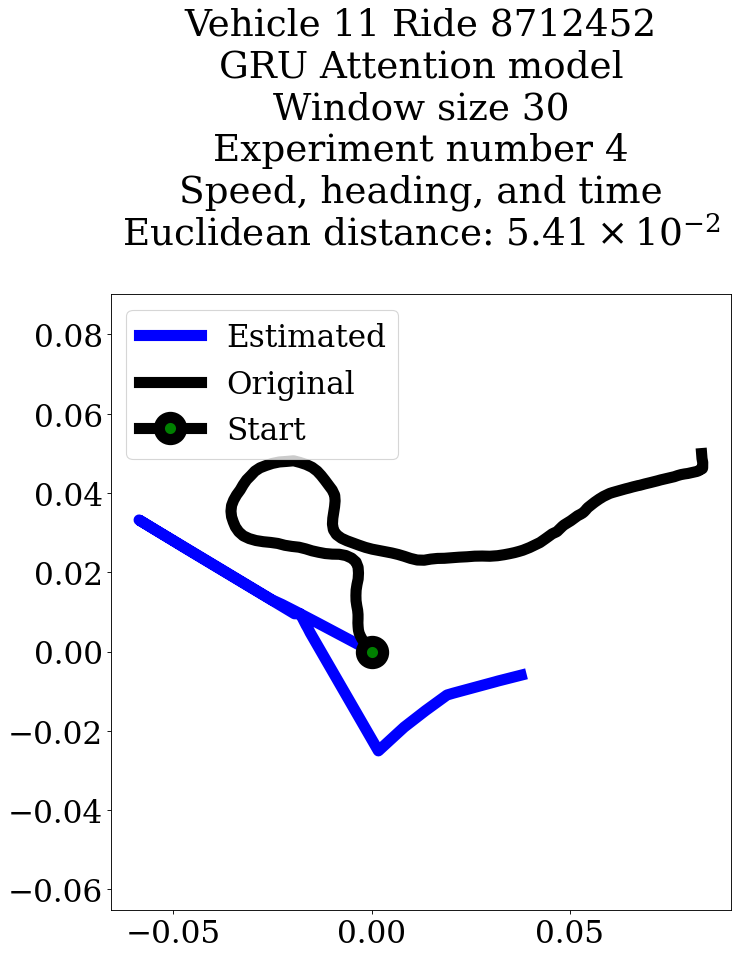 Vehicle 11 Ride 8712452
GRU Attention model
Window size 30
Experiment number 4
Speed, heading, and time
Euclidean distance: 5.41 × 10⁻²
Estimated
Original
Start
0.08
0.06
0.04
0.02
0.00
−0.02
−0.04
−0.06
−0.05 0.00 0.05